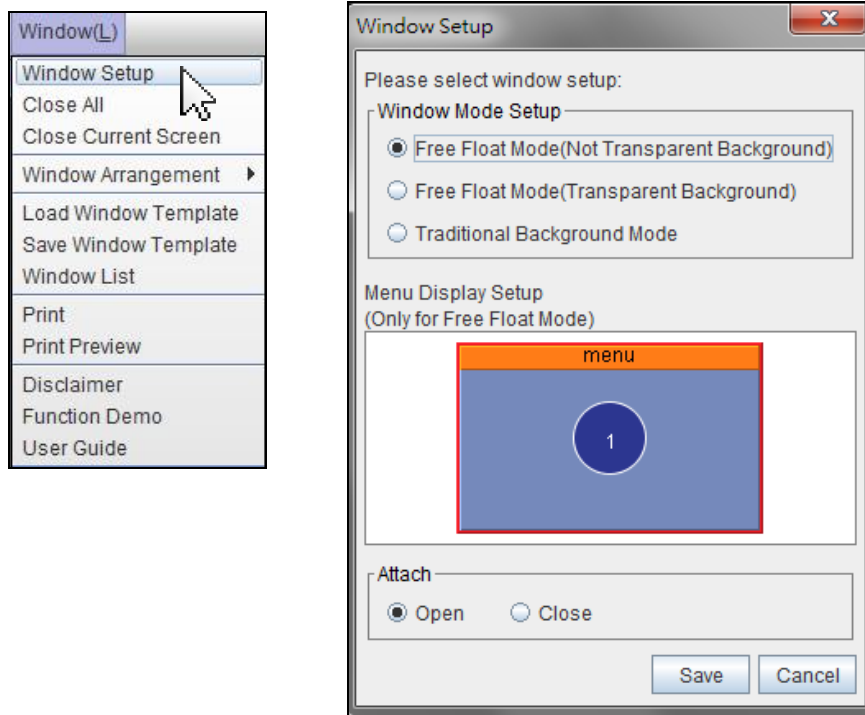 Window(L)
Window Setup
Close All
Close Current Screen
Window Arrangement
Load Window Template
Save Window Template
Window List
Print
Print Preview
Disclaimer
Function Demo
User Guide
Window Setup
Please select window setup:
Window Mode Setup
Free Float Mode(Not Transparent Background)
Free Float Mode(Transparent Background)
Traditional Background Mode
Menu Display Setup
(Only for Free Float Mode)
menu
1
Attach
Open Close
Save Cancel